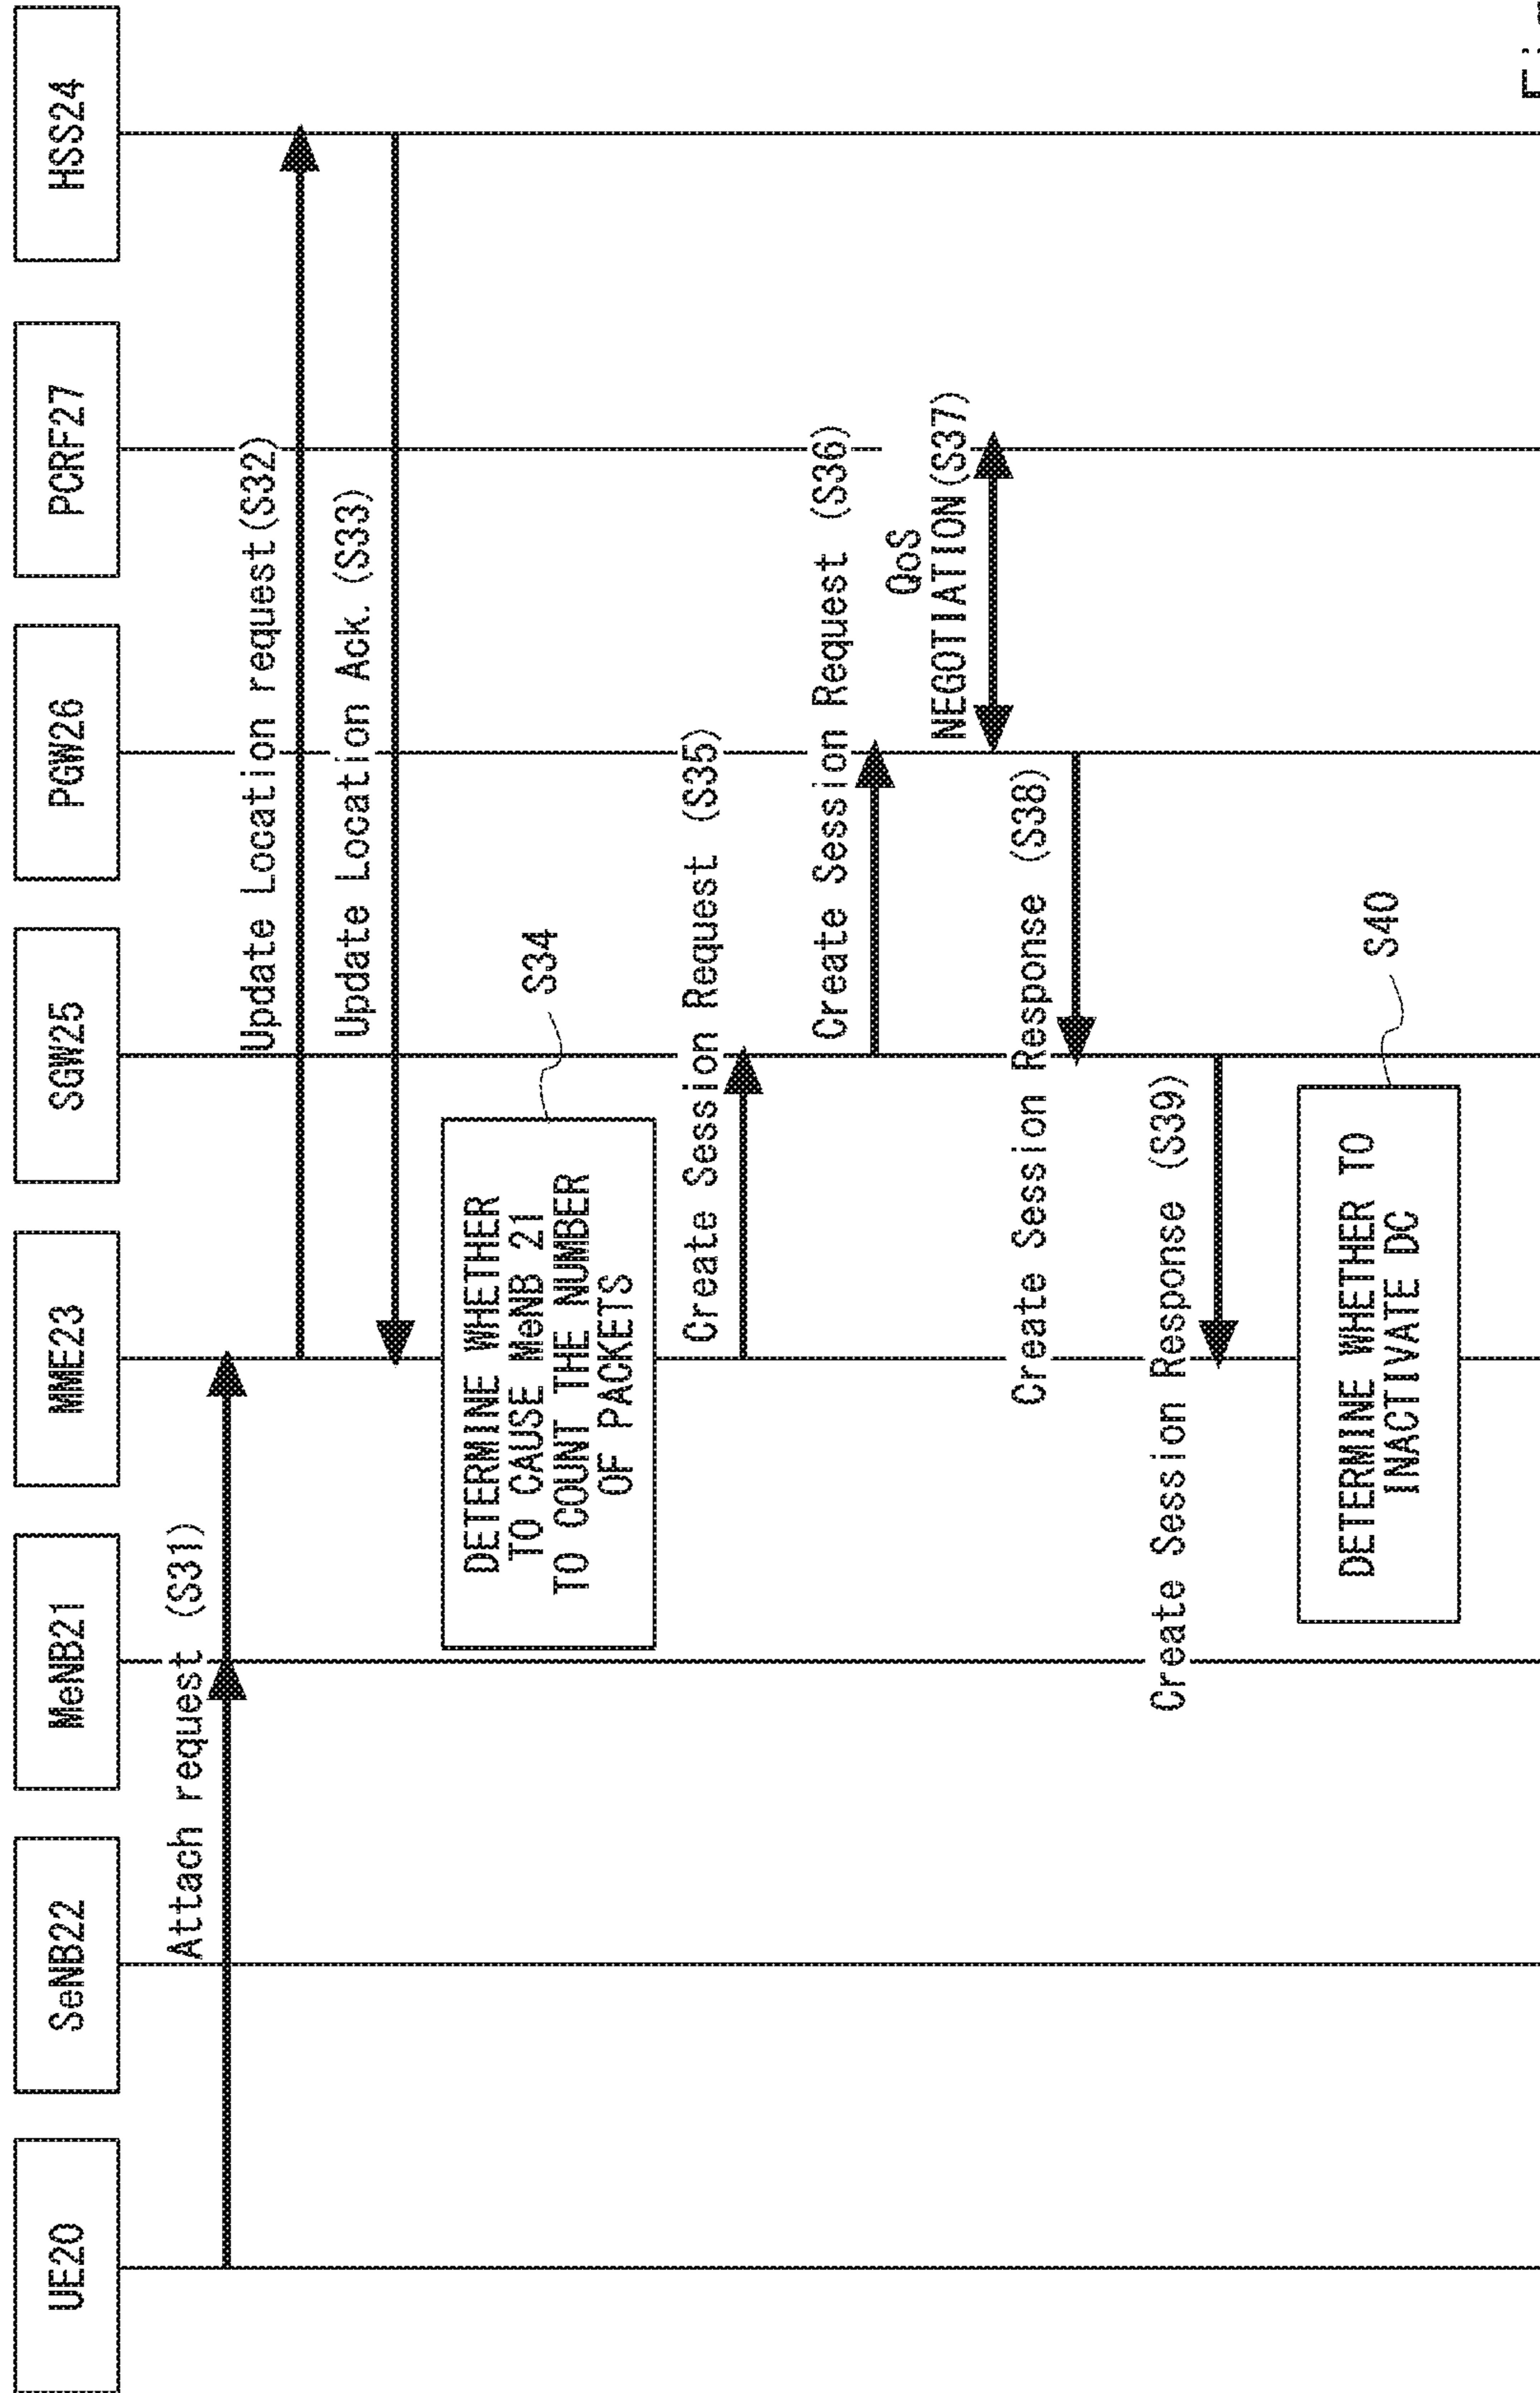 UE20
SeNB22
MeNB21
MME23
SGW25
PGW26
PCRF27
HSS24
Attach request (S31)
Update Location request(S32)
Update Location Ack. (S33)
S34
DETERMINE WHETHER
TO CAUSE MeNB 21
TO COUNT THE NUMBER
OF PACKETS
Create Session Request (S35)
Create Session Request (S36)
QoS
NEGOTIATION(S37)
Create Session Response (S38)
Create Session Response (S39)
S40
DETERMINE WHETHER TO
INACTIVATE DC